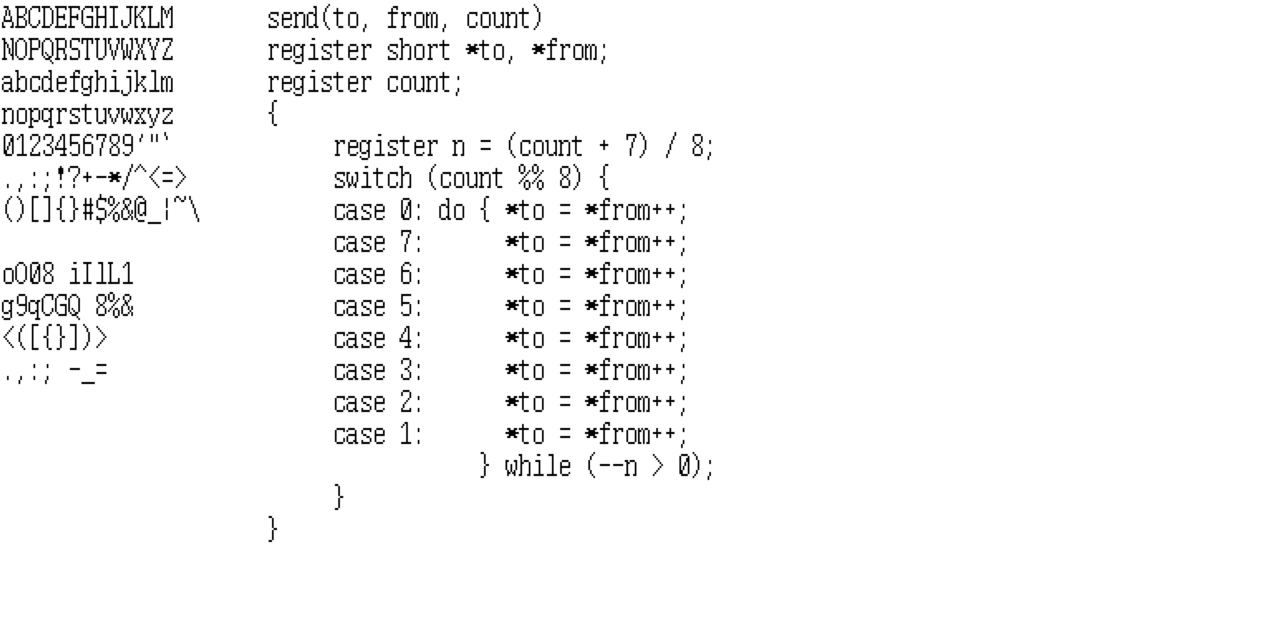 ABCDEFGHIJKLM
NOPQRSTUVWXYZ
abcdefghijklm
nopqrstuvwxyz
0123456789'"`
.,:;!?+-*/^<=>
()[]{}#$%&@_¦~\
oO08 iIlL1
g9qCGQ 8%&
<([{}])>
.,:; -_=
send(to, from, count)
register short *to, *from;
register count;
{
     register n = (count + 7) / 8;
     switch (count %% 8) {
     case 0: do { *to = *from++;
     case 7:      *to = *from++;
     case 6:      *to = *from++;
     case 5:      *to = *from++;
     case 4:      *to = *from++;
     case 3:      *to = *from++;
     case 2:      *to = *from++;
     case 1:      *to = *from++;
                } while (--n > 0);
     }
}